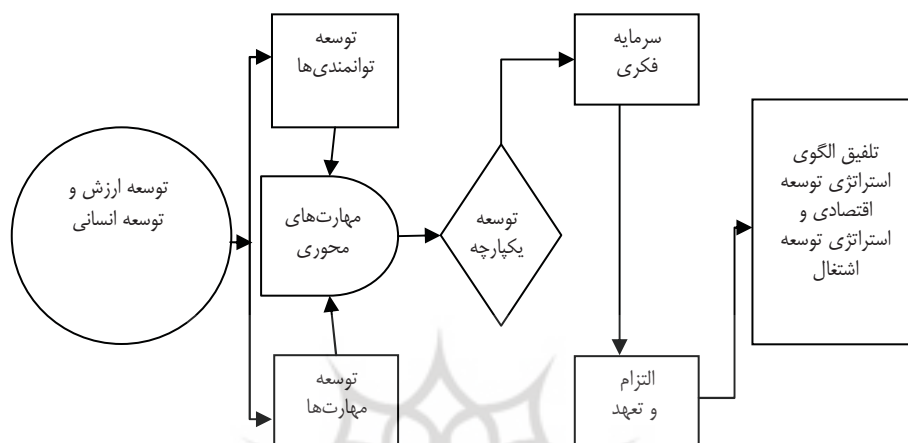 توسعه ارزش و
توسعه انسانی
توسعه
توانمندی‌ها
مهارت‌های
محوری
توسعه
مهارت‌ها
توسعه
یکپارچه
سرمایه
فکری
التزام
و تعهد
تلفیق الگوی
استراتژی توسعه
اقتصادی و
استراتژی توسعه
اشتغال